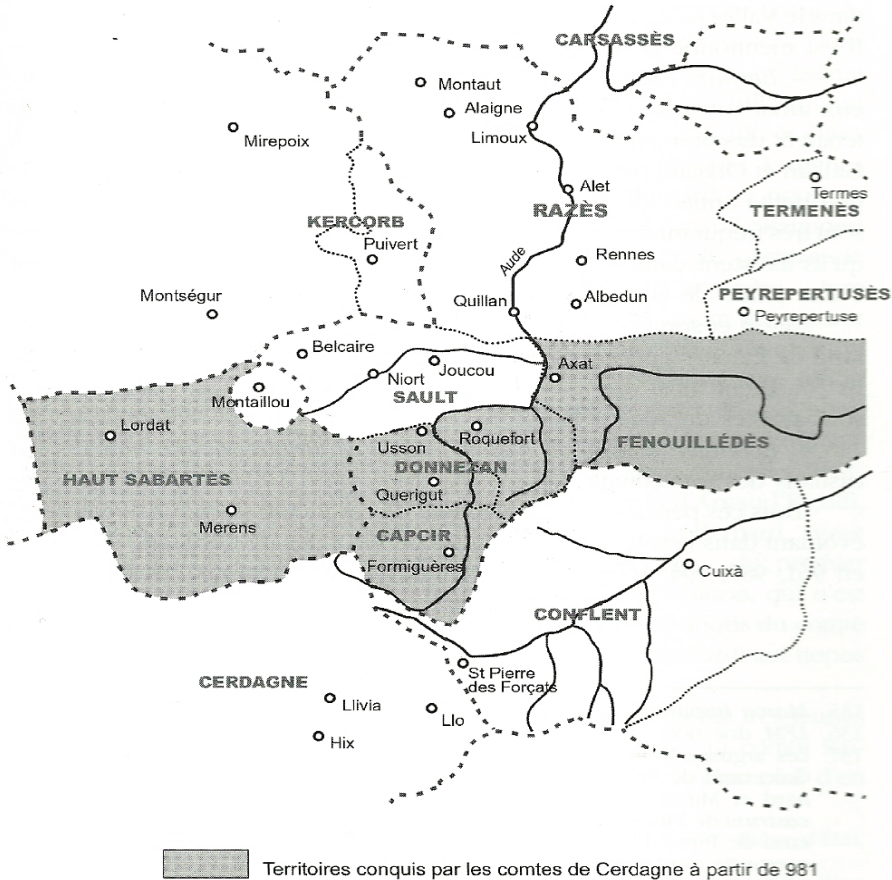 CARSASSÈS
Montaut
Alaigne
Mirepoix
Limoux
Alet
Termes
KERCORB
RAZÈS
TERMENÈS
Puivert
Aude
Rennes
Montségur
Quillan
Albedun
PEYREPERTUSÈS
Peyrepertuse
Belcaire
Niort
Joucou
Axat
Montaillou
SAULT
Lordat
Usson
Roquefort
FENOUILLÉDÈS
HAUT SABARTÈS
DONNEZAN
Querigut
Merens
CAPCIR
Formiguères
Cuixà
CONFLENT
CERDAGNE
St Pierre
des Forçats
Llivia
Llo
Hix
Territoires conquis par les comtes de Cerdagne à partir de 981